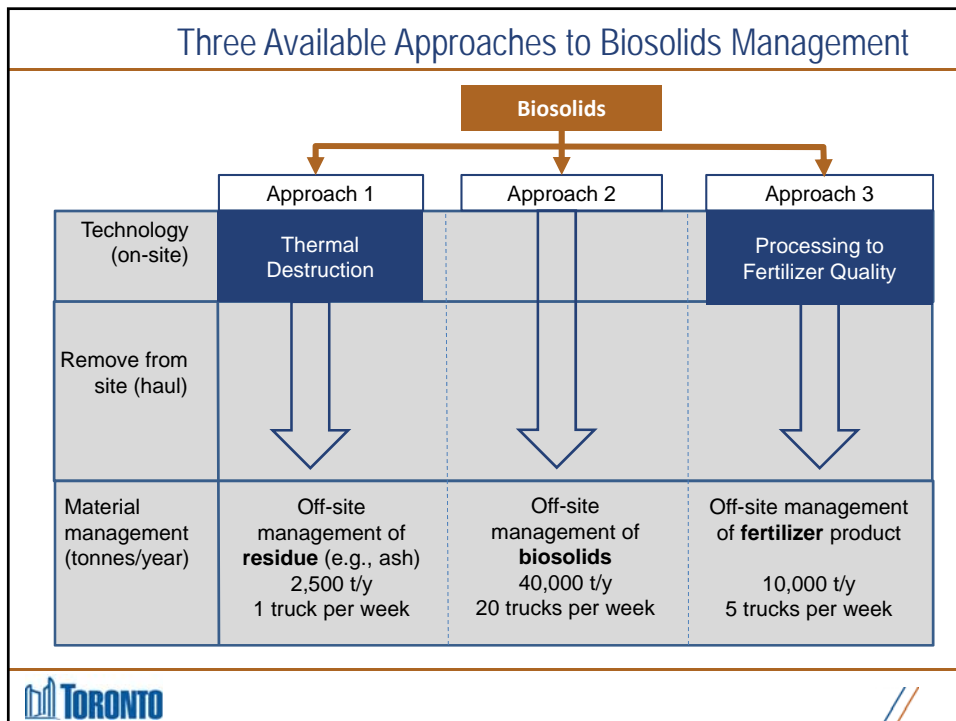 Three Available Approaches to Biosolids Management
Biosolids
Approach 1
Approach 2
Approach 3
Technology
(on-site)
Thermal
Destruction
Processing to
Fertilizer Quality
Remove from
site (haul)
Material
management
(tonnes/year)
Off-site
management of
residue (e.g., ash)
2,500 t/y
1 truck per week
Off-site
management of
biosolids
40,000 t/y
20 trucks per week
Off-site management
of fertilizer product
10,000 t/y
5 trucks per week
TORONTO